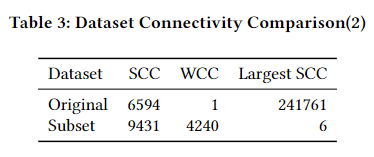 Table 3: Dataset Connectivity Comparison(2)
Dataset SCC WCC Largest SCC
Original 6594 1 241761
Subset 9431 4240 6